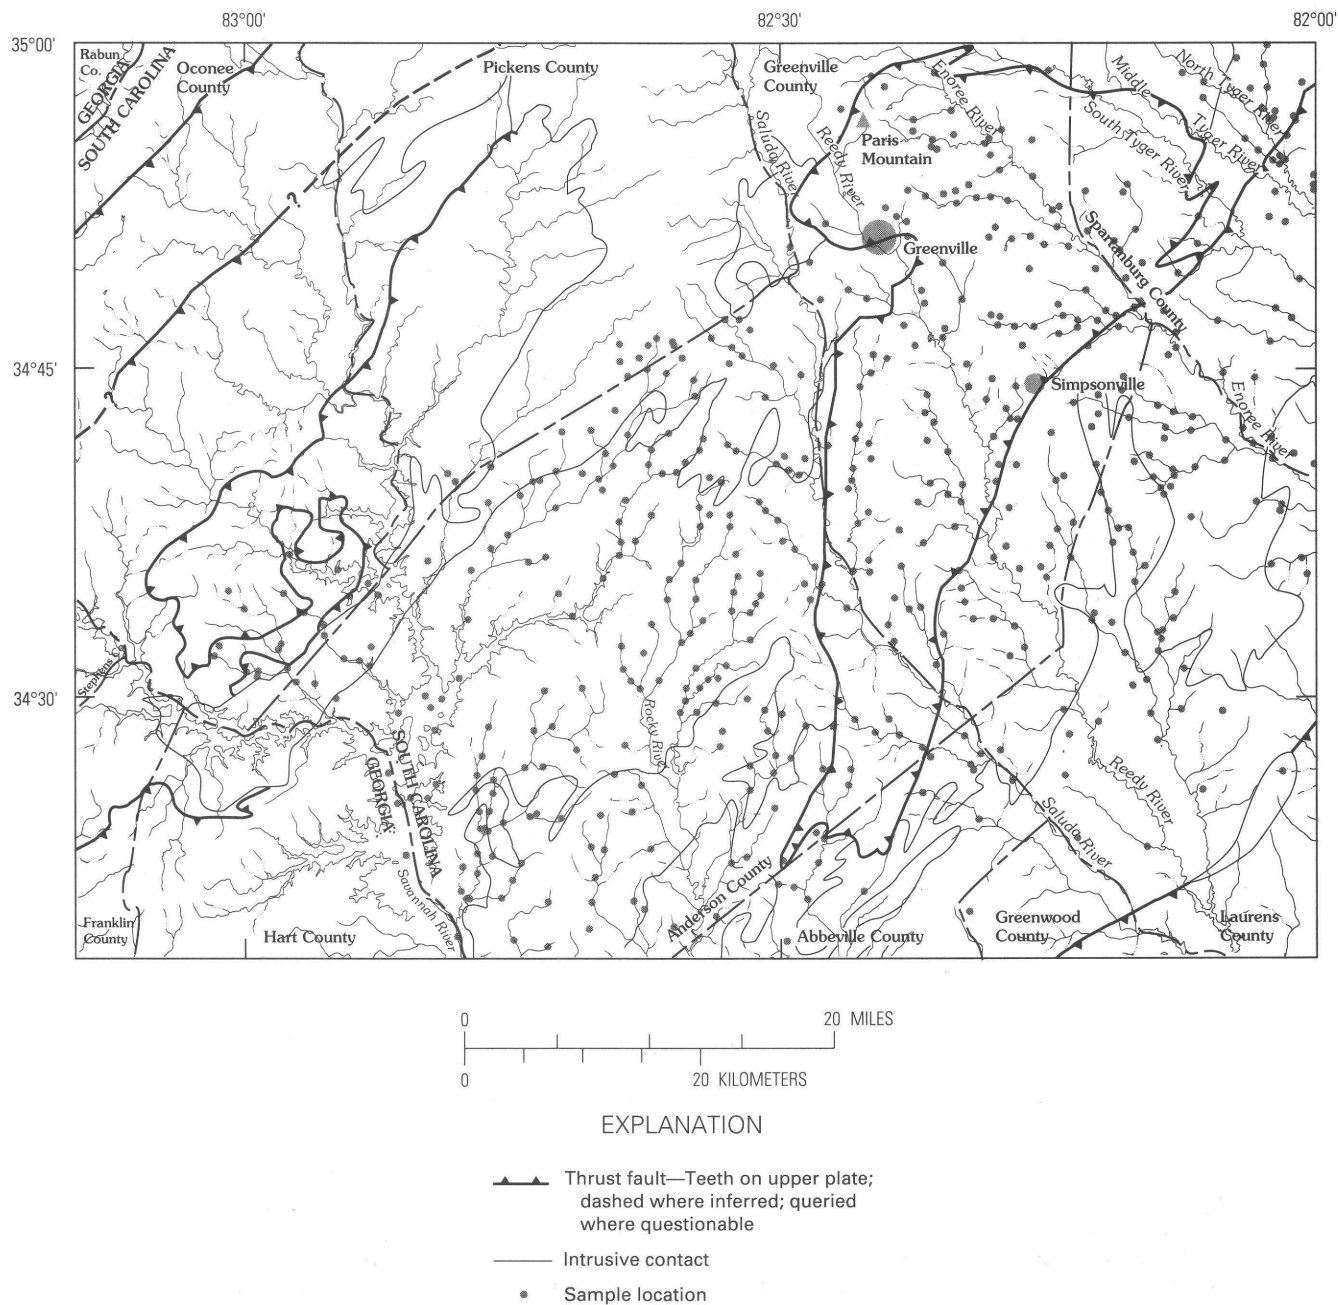 83°00'
82°30'
82°00'
35°00'
Rabun
Co.
GEORGIA
SOUTH CAROLINA
Oconee
County
Pickens County
Greenville
County
Enoree River
Middle
Tyger River
North Tyger River
South Tyger River
Saluda River
Reedy River
Paris
Mountain
?
Greenville
Spartanburg County
34°45'
Simpsonville
?
Enoree River
Stephens Co.
34°30'
Rocky River
SOUTH CAROLINA
GEORGIA
Reedy River
Saluda River
Savannah River
Anderson County
Franklin
County
Hart County
Abbeville County
Greenwood
County
Laurens
County
0
20 MILES
0
20 KILOMETERS
EXPLANATION
Thrust fault—Teeth on upper plate;
dashed where inferred; queried
where questionable
Intrusive contact
Sample location